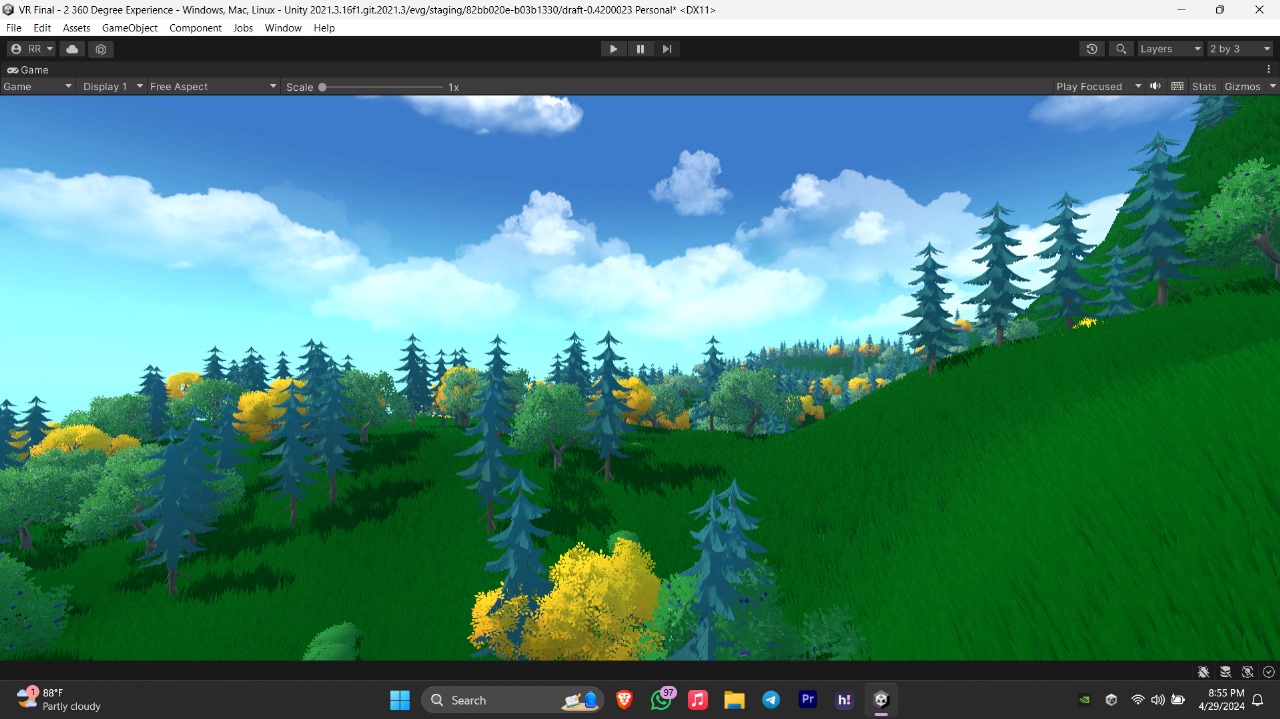 VR Final - 2 360 Degree Experience - Windows, Mac, Linux - Unity 2021.3.16f1.git.2021.3/evg/staging/82bb020e-b03b1330/draft-0.4200023 Personal* <DX11>
File Edit Assets GameObject Component Jobs Window Help
RR Layers 2 by 3
Game
Game Display 1 Free Aspect Scale 1x Play Focused Stats Gizmos
1 88°F
Partly cloudy
Search
97
Pr
h!
8:55 PM
4/29/2024